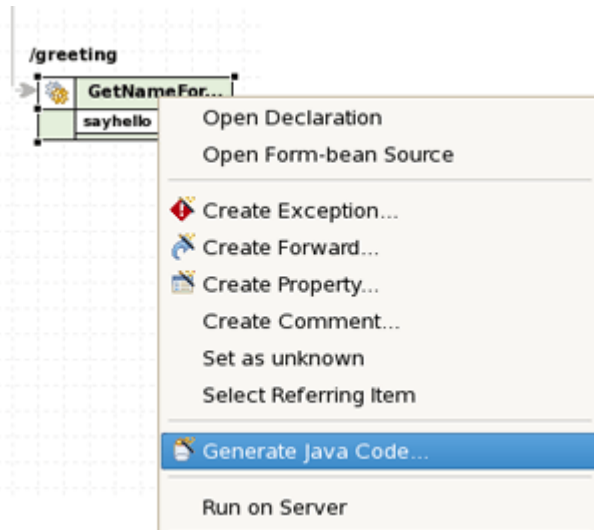 /greeting
GetNameFor...
sayhello
Open Declaration
Open Form-bean Source
Create Exception...
Create Forward...
Create Property...
Create Comment...
Set as unknown
Select Referring Item
Generate Java Code...
Run on Server